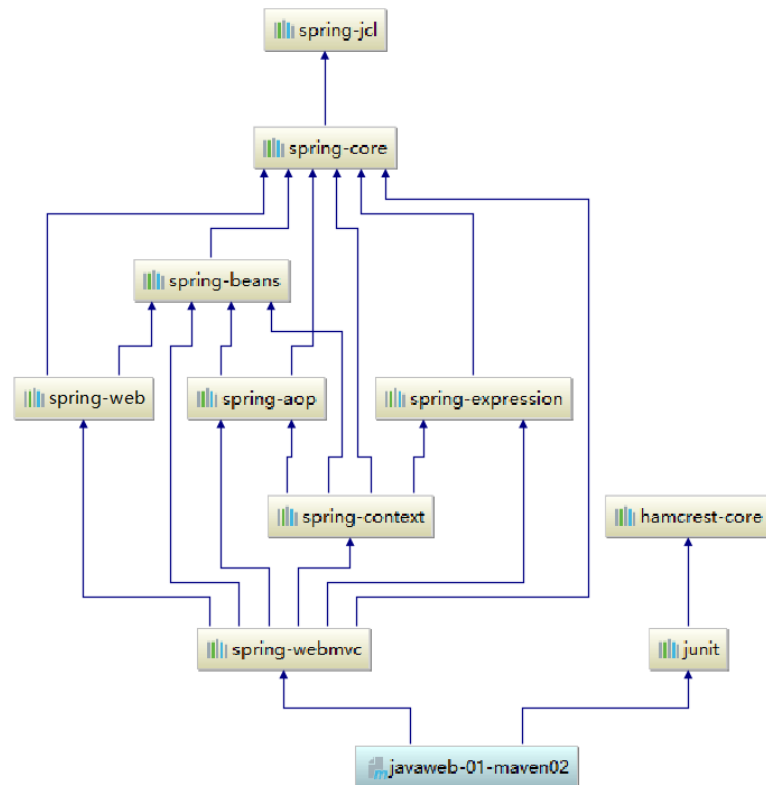 spring-jcl
spring-core
spring-beans
spring-web
spring-aop
spring-expression
spring-context
hamcrest-core
spring-webmvc
junit
javaweb-01-maven02